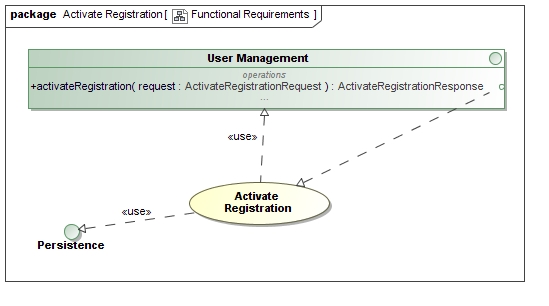 package Activate Registration [ Functional Requirements ]
User Management
operations
+activateRegistration( request : ActivateRegistrationRequest ) : ActivateRegistrationResponse
...
«use»
Activate
Registration
«use»
Persistence